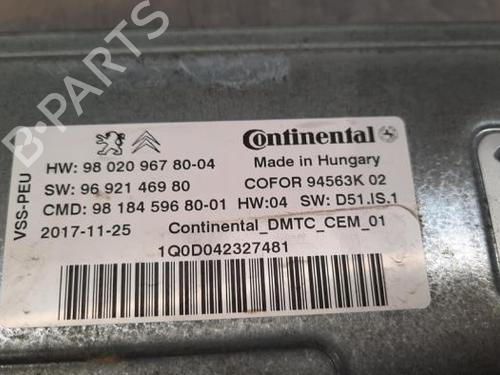 B-PARTS
VSS-PEU
Continental
HW: 98 020 967 80-04
Made in Hungary
SW: 96 921 469 80
COFOR 94563K 02
CMD: 98 184 596 80-01 HW:04 SW: D51.IS.1
2017-11-25 Continental_DMTC_CEM_01
1Q0D042327481